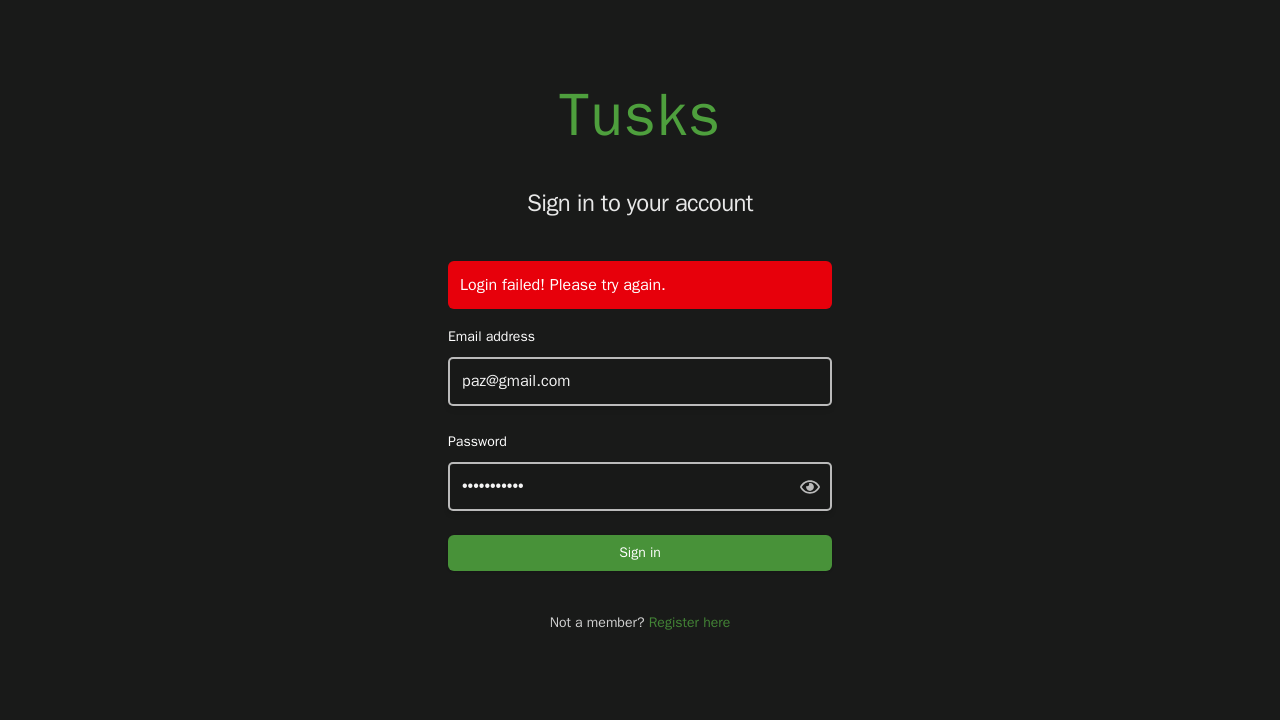 Tusks
Sign in to your account
Login failed! Please try again.
Email address
paz@gmail.com
Password
•••••••••••
Sign in
Not a member? Register here